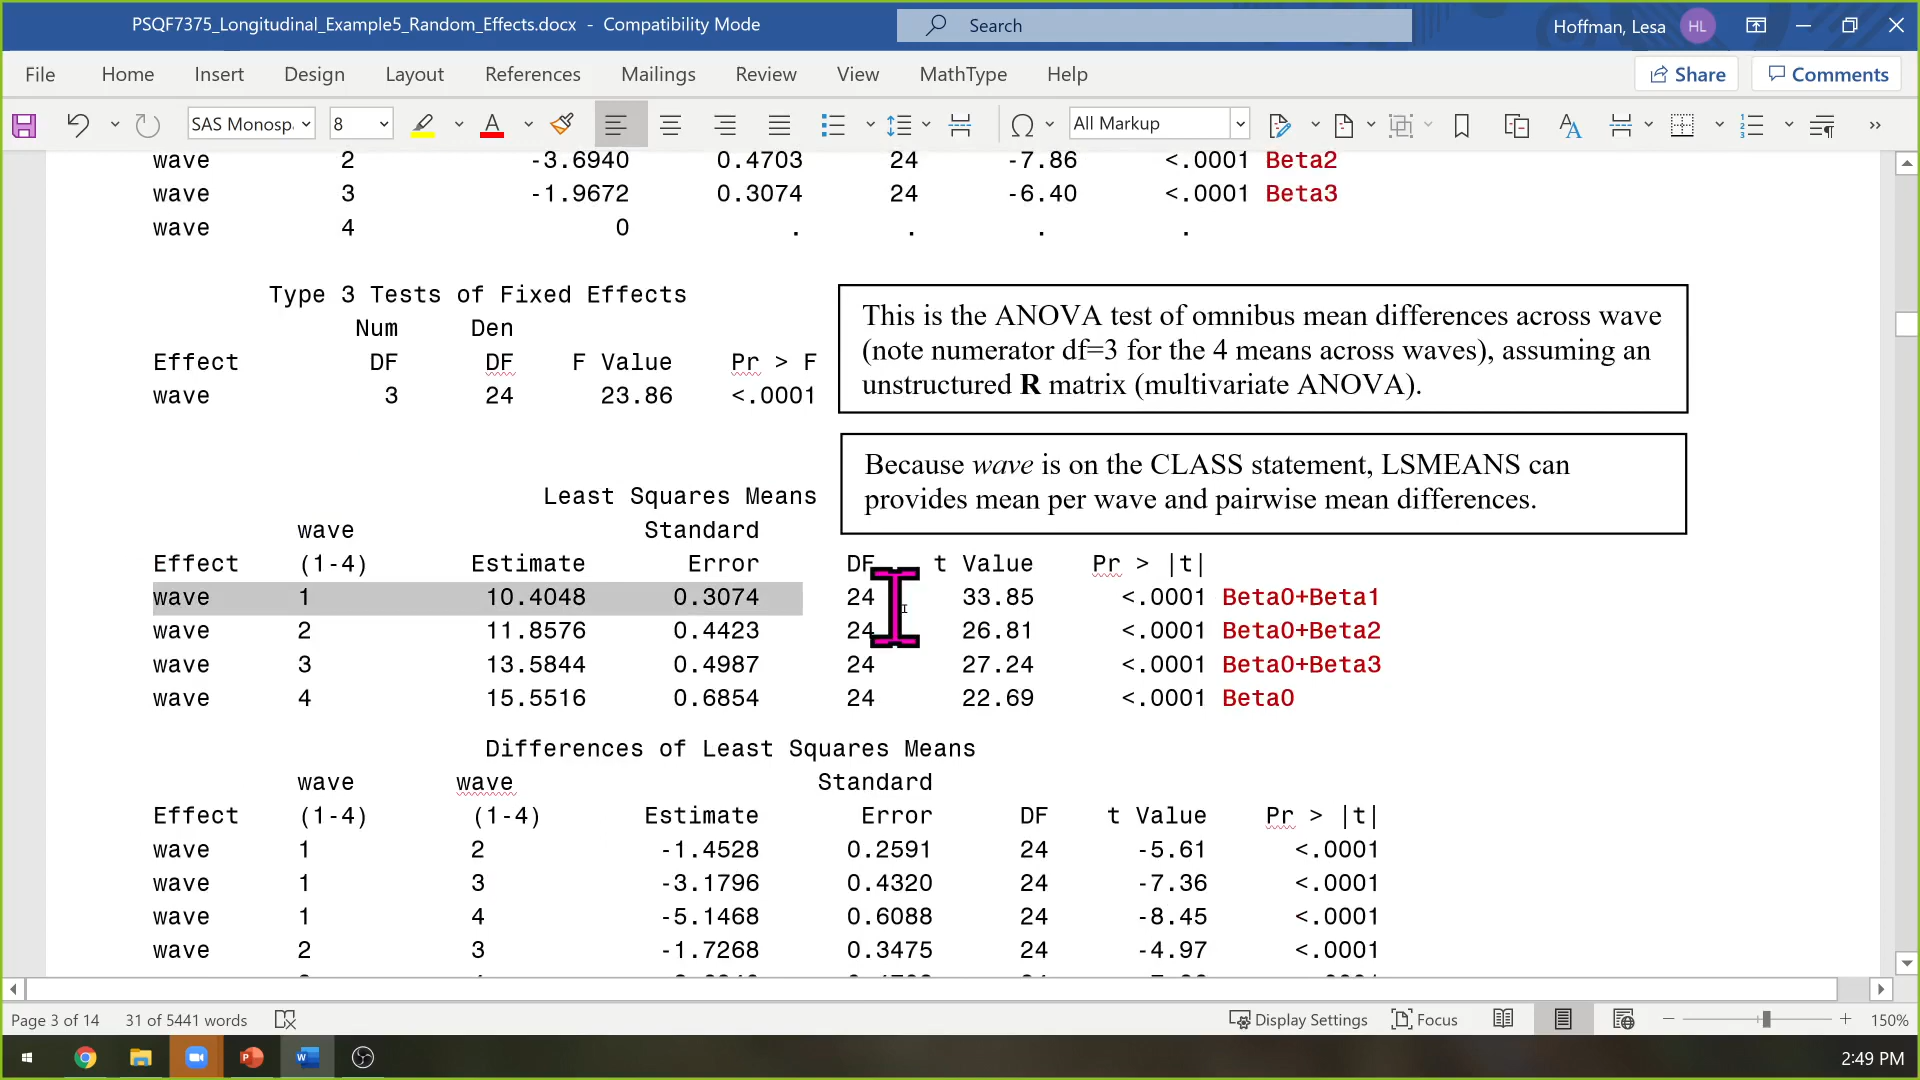 PSQF7375_Longitudinal_Example5_Random_Effects.docx - Compatibility Mode
Search
Hoffman, Lesa HL
File Home Insert Design Layout References Mailings Review View MathType Help
Share Comments
SAS Monosp 8 All Markup
wave 2 -3.6940 0.4703 24 -7.86 <.0001 Beta2
wave 3 -1.9672 0.3074 24 -6.40 <.0001 Beta3
wave 4 0 . . . .
Type 3 Tests of Fixed Effects
Num Den
Effect DF DF F Value Pr > F
wave 3 24 23.86 <.0001
This is the ANOVA test of omnibus mean differences across wave
(note numerator df=3 for the 4 means across waves), assuming an
unstructured R matrix (multivariate ANOVA).
Because wave is on the CLASS statement, LSMEANS can
provides mean per wave and pairwise mean differences.
Least Squares Means
wave Standard
Effect (1-4) Estimate Error DF t Value Pr > |t|
wave 1 10.4048 0.3074 24 33.85 <.0001 Beta0+Beta1
wave 2 11.8576 0.4423 24 26.81 <.0001 Beta0+Beta2
wave 3 13.5844 0.4987 24 27.24 <.0001 Beta0+Beta3
wave 4 15.5516 0.6854 24 22.69 <.0001 Beta0
Differences of Least Squares Means
wave wave Standard
Effect (1-4) (1-4) Estimate Error DF t Value Pr > |t|
wave 1 2 -1.4528 0.2591 24 -5.61 <.0001
wave 1 3 -3.1796 0.4320 24 -7.36 <.0001
wave 1 4 -5.1468 0.6088 24 -8.45 <.0001
wave 2 3 -1.7268 0.3475 24 -4.97 <.0001
Page 3 of 14 31 of 5441 words Display Settings Focus 150%
2:49 PM